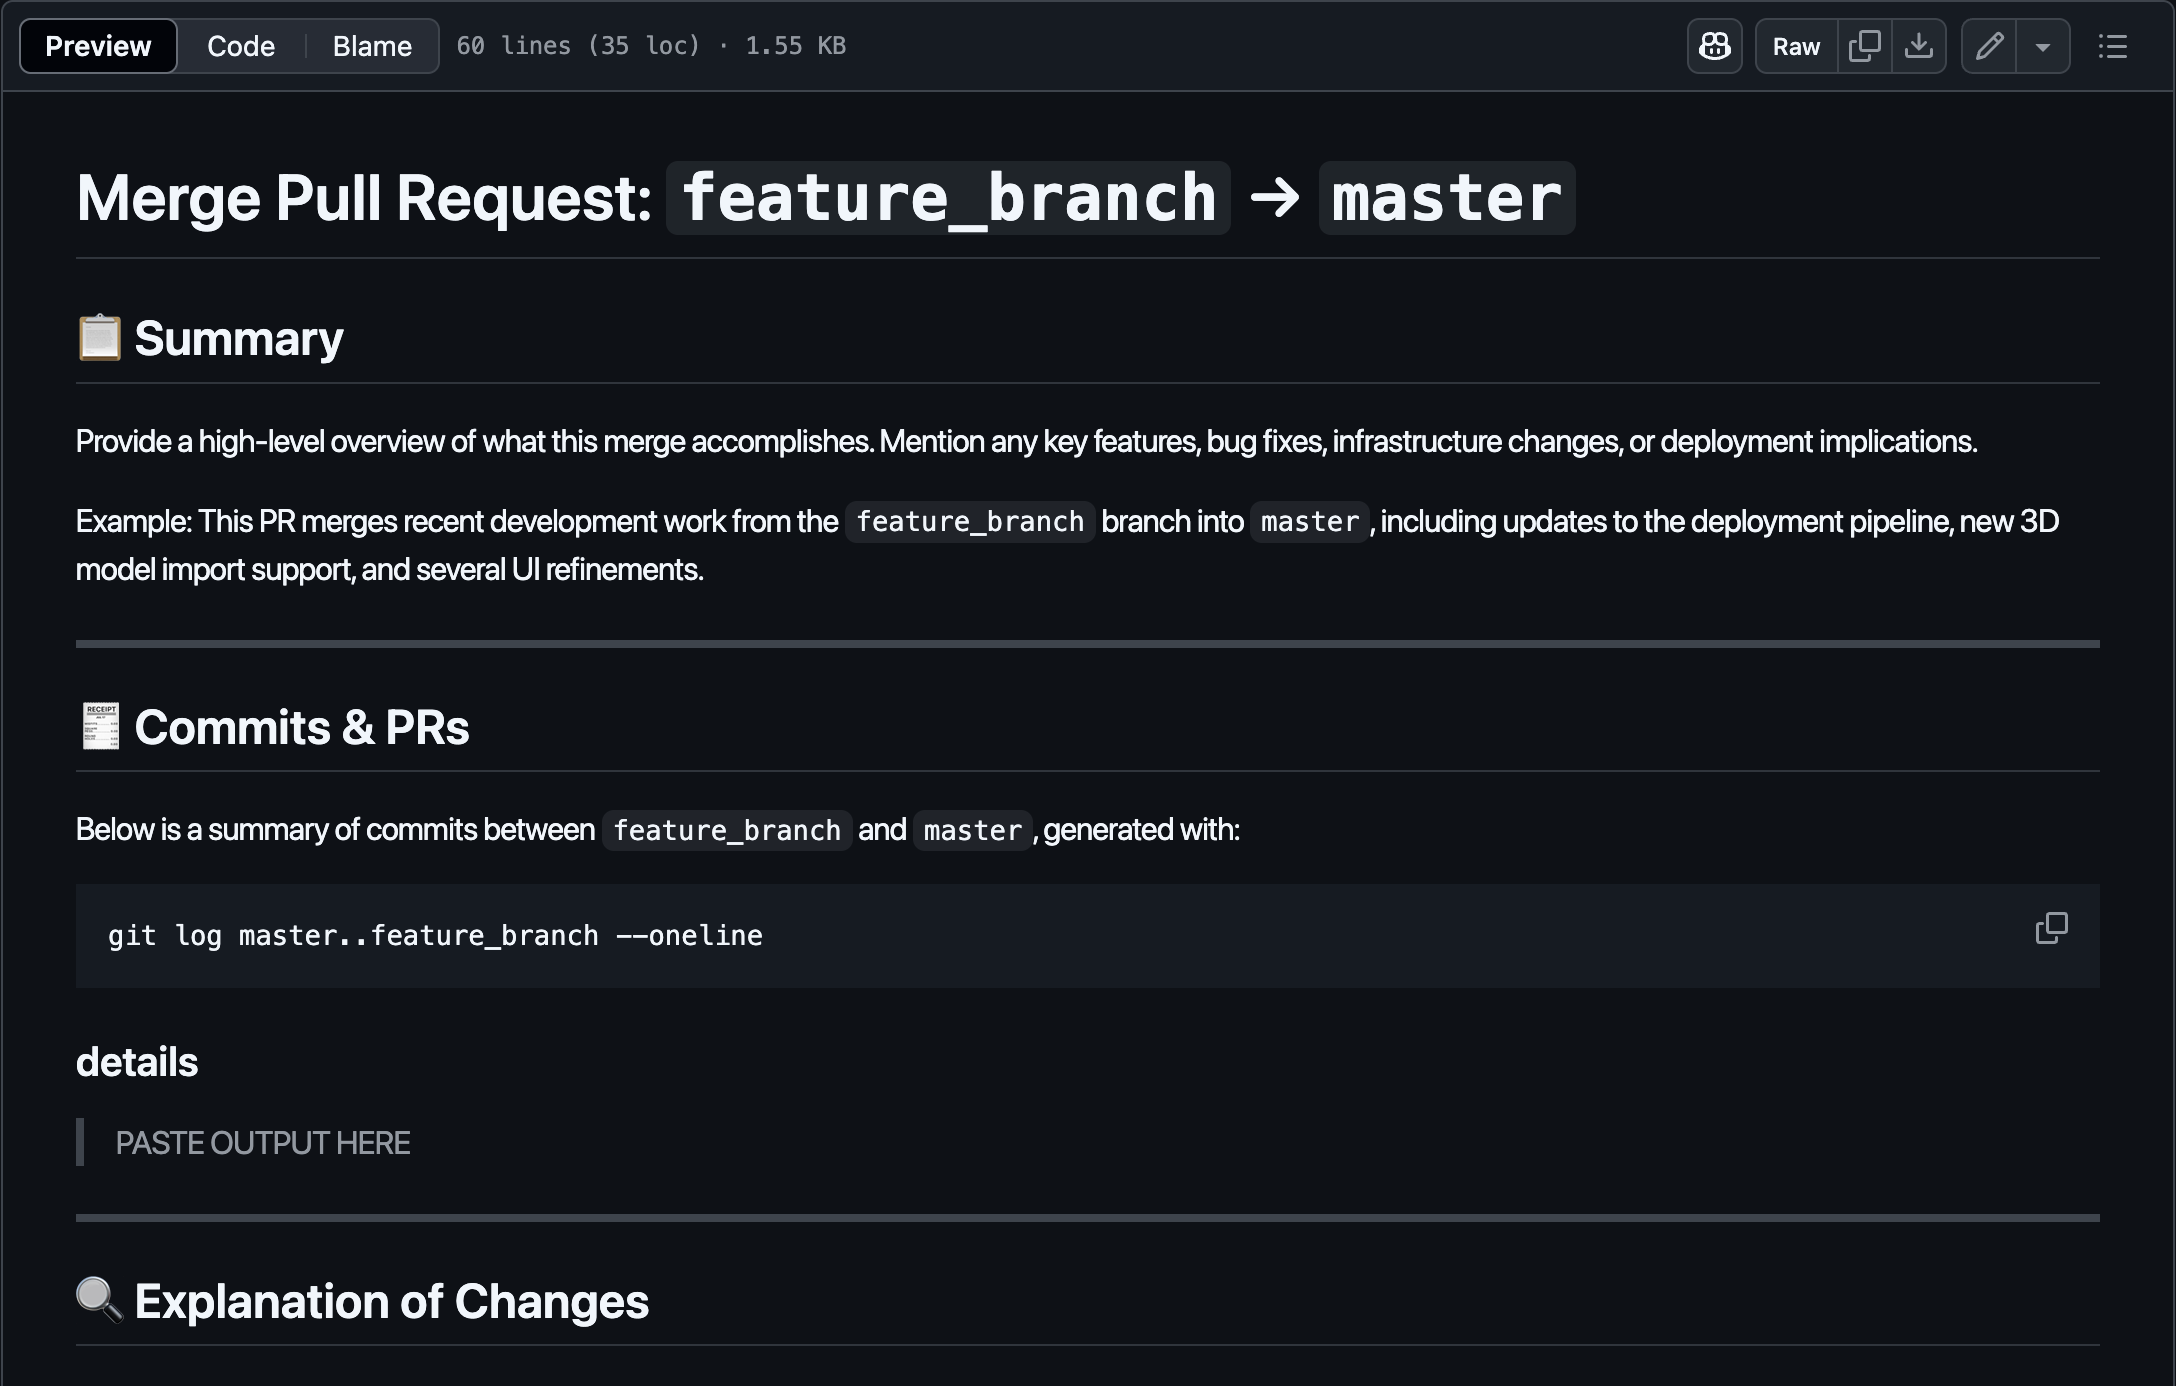 Preview Code Blame 60 lines (35 loc) · 1.55 KB Raw
Merge Pull Request: feature_branch → master
📋 Summary
Provide a high-level overview of what this merge accomplishes. Mention any key features, bug fixes, infrastructure changes, or deployment implications.
Example: This PR merges recent development work from the feature_branch branch into master, including updates to the deployment pipeline, new 3D
model import support, and several UI refinements.
🧾 Commits & PRs
Below is a summary of commits between feature_branch and master, generated with:
git log master..feature_branch --oneline
details
PASTE OUTPUT HERE
🔍 Explanation of Changes